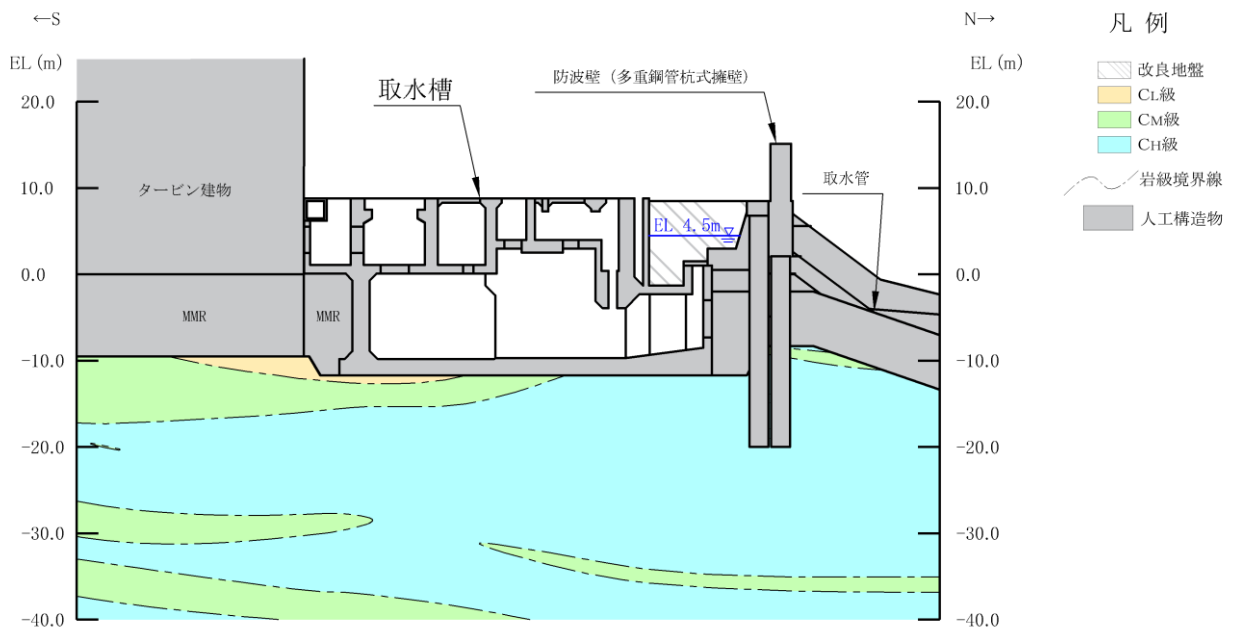 ←S
N→
EL (m)
EL (m)
20.0
10.0
0.0
-10.0
-20.0
-30.0
-40.0
タービン建物
MMR
MMR
取水槽
防波壁（多重鋼管杭式擁壁）
取水管
EL 4.5m
20.0
10.0
0.0
-10.0
-20.0
-30.0
-40.0
凡 例
改良地盤
CL級
CM級
CH級
岩級境界線
人工構造物